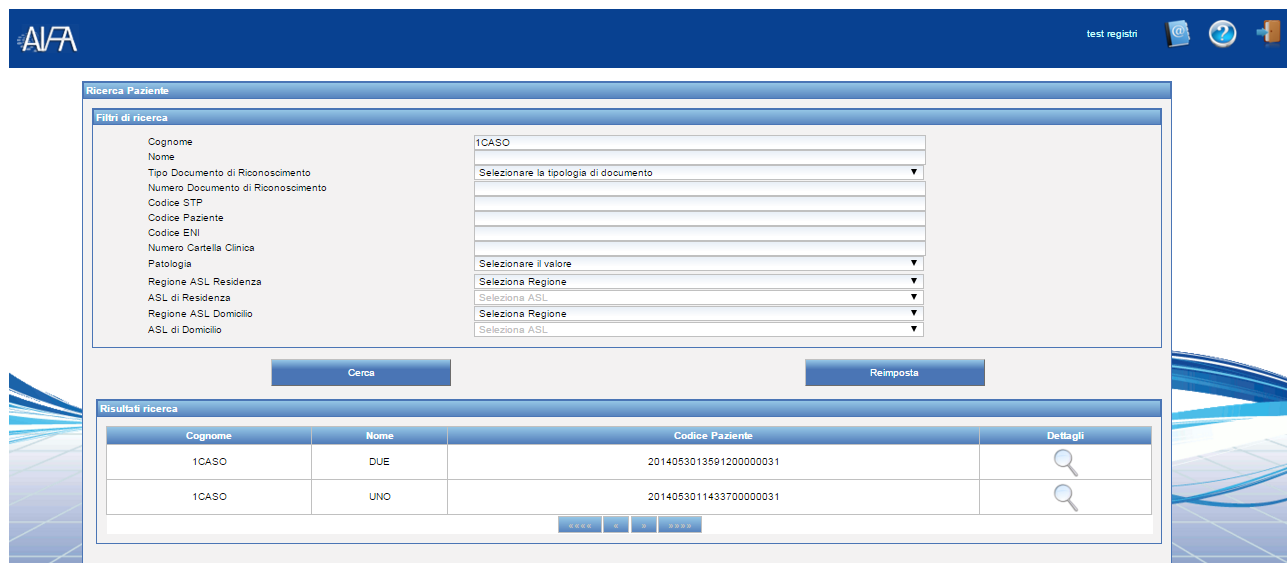 AIFA
test registri
Ricerca Paziente
Filtri di ricerca
Cognome 1CASO
Nome
Tipo Documento di Riconoscimento Selezionare la tipologia di documento
Numero Documento di Riconoscimento
Codice STP
Codice Paziente
Codice ENI
Numero Cartella Clinica
Patologia Selezionare il valore
Regione ASL Residenza Seleziona Regione
ASL di Residenza Seleziona ASL
Regione ASL Domicilio Seleziona Regione
ASL di Domicilio Seleziona ASL
Cerca Reimposta
Risultati ricerca
Cognome Nome Codice Paziente Dettagli
1CASO DUE 2014053013591200000031
1CASO UNO 2014053011433700000031
«««« « » »»»»